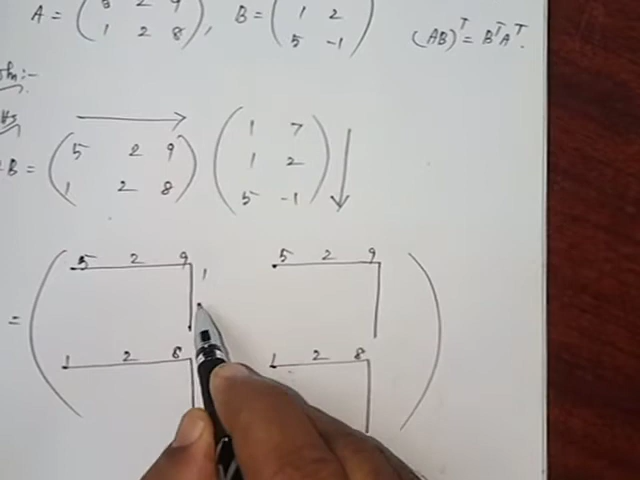 A = ( 5 2 9 ), B = ( 1 2 (AB)ᵀ = BᵀAᵀ.
1 2 8 5 -1 )
B = ( 5 2 9 ) ( 1 7 )
1 2 8 1 2
5 -1
= ( 5 2 9 1 5 2 9 )
1 2 8 1 2 8